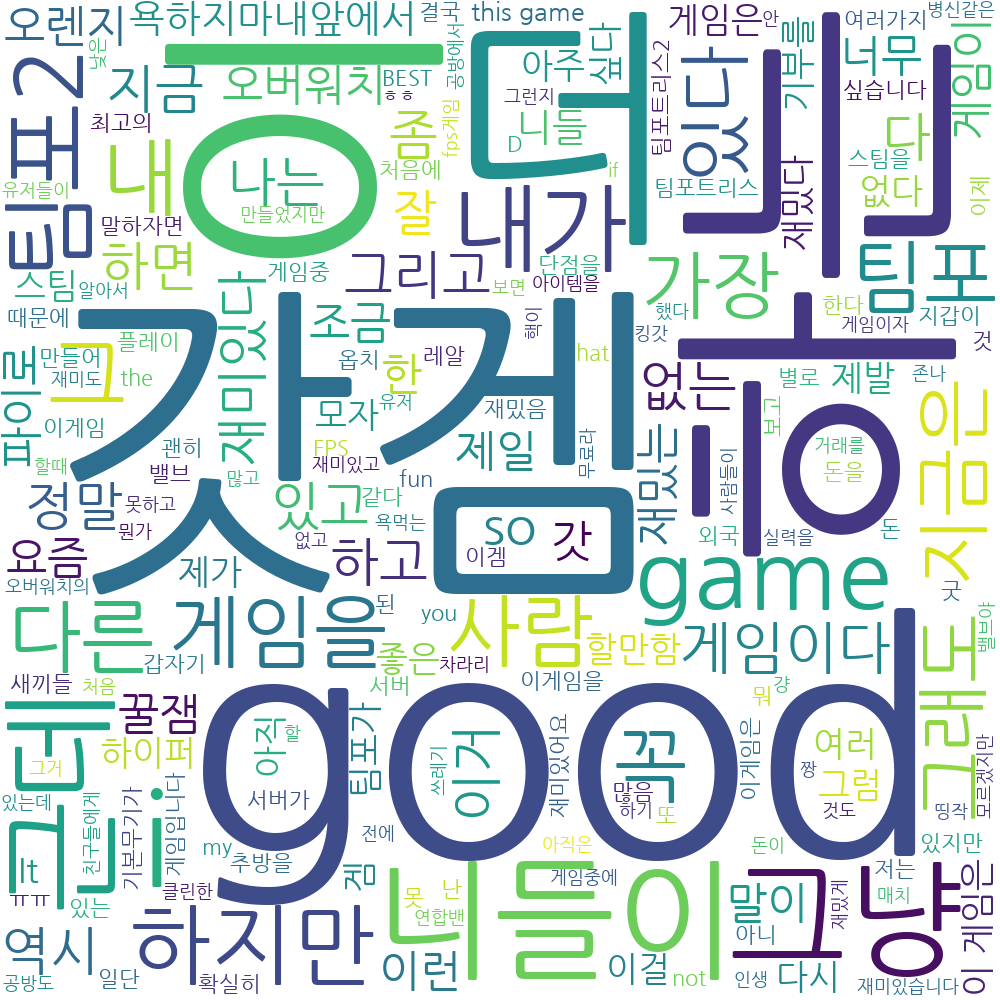 오렌지
욕하지마내앞에서
결국
this game
게임은
안
여러가지
병신같은
낮은
팀포2
지금
오버워치
BEST
ㅎㅎ
공방에서
아주
싶다
그런지
너무
기부를
게임이
싶습니다
최고의
내
응
대
나는
좀
fps게임
니들
D
팀포트리스2
팀포트리스
있다
재밌다
다
스팀을
없다
이제
유저들이
만들었지만
처음에
if
잘
내가
말하자면
하면
게임중
그리고
단점을
아이템을
가장
팀포
스팀
알아서
재미있다
조금
보면
했다
한다
지갑이
때문에
플레이
옵치
레알
핵이
킹갓
게임이자
것
파이로
만들어
재미도
the
그
한
hat
없는
별로
제발
존나
이게임
모자
유저
재밌음
갓겜
괜히
FPS
재미있고
제일
무료라
재밌는
사람들이
보고
거래를
돈을
지금은
할때
밸브
많고
fun
정말
못하고
있고
같다
욕먹는
so
갓
뭔가
없고
이겜
요즘
하고
외국
실력을
돈
game
제가
오버워치의
굿
다른
게임을
된
you
사람
할만함
게임이다
그래도
밸브야
갑자기
좋은
차라리
새끼들
처음
꿀잼
서버
이게임을
뭐
걍
근데
하이퍼
아직
할
팀포가
good
이거
쓰레기
재미있어요
꼭
이게임은
여러
짱
그럼
모르겠지만
그거
있는데
서버가
많음
하기
또
것도
띵작
친구들에게
기본무기가
게임입니다
my
추방을
전에
아직은
돈이
있지만
lt
ㅠㅠ
있는
클린한
겜
못
난
게임중에
저는
매치
하지만
니들이
연합밴
말이
그냥
재밌게
이 게임은
아니
역시
공방도
일단
확실히
이런
이걸
not
인생
다시
재미있습니다